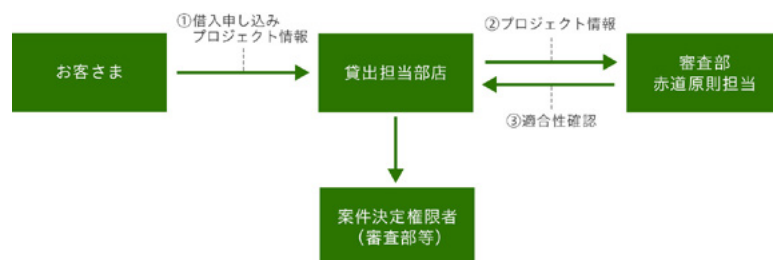 ①借入申し込み
プロジェクト情報
②プロジェクト情報
お客さま
貸出担当部店
審査部
赤道原則担当
③適合性確認
案件決定権限者
（審査部等）